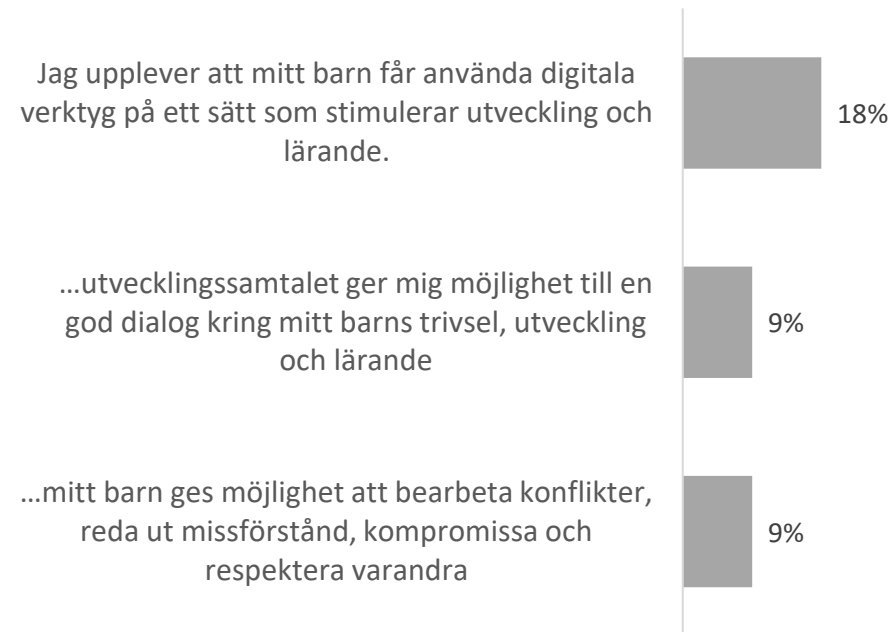 Jag upplever att mitt barn får använda digitala
verktyg på ett sätt som stimulerar utveckling och
lärande.
18%
…utvecklingssamtalet ger mig möjlighet till en
god dialog kring mitt barns trivsel, utveckling
och lärande
9%
…mitt barn ges möjlighet att bearbeta konflikter,
reda ut missförstånd, kompromissa och
respektera varandra
9%